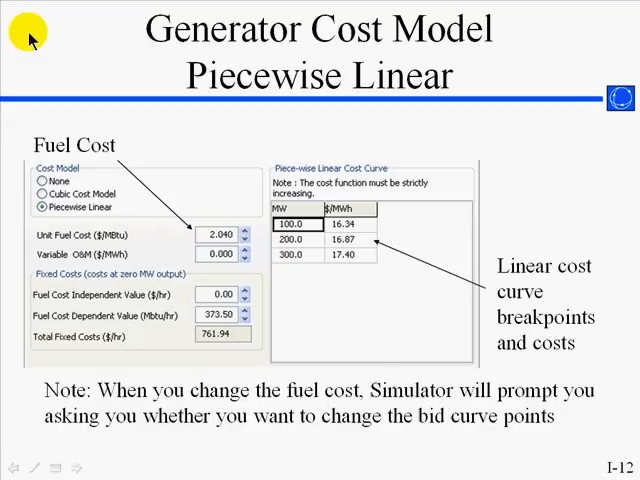 Generator Cost Model
Piecewise Linear
Fuel Cost
Cost Model
None
Cubic Cost Model
Piecewise Linear
Unit Fuel Cost ($/MBtu) 2.040
Variable O&M ($/MWh) 0.000
Fixed Costs (costs at zero MW output)
Fuel Cost Independent Value ($/hr) 0.00
Fuel Cost Dependent Value (Mbtu/hr) 373.50
Total Fixed Costs ($/hr) 761.94
Piece-wise Linear Cost Curve
Note : The cost function must be strictly
increasing.
MW $/MWh
100.0 16.34
200.0 16.87
300.0 17.40
Linear cost
curve
breakpoints
and costs
Note: When you change the fuel cost, Simulator will prompt you
asking you whether you want to change the bid curve points
I-12